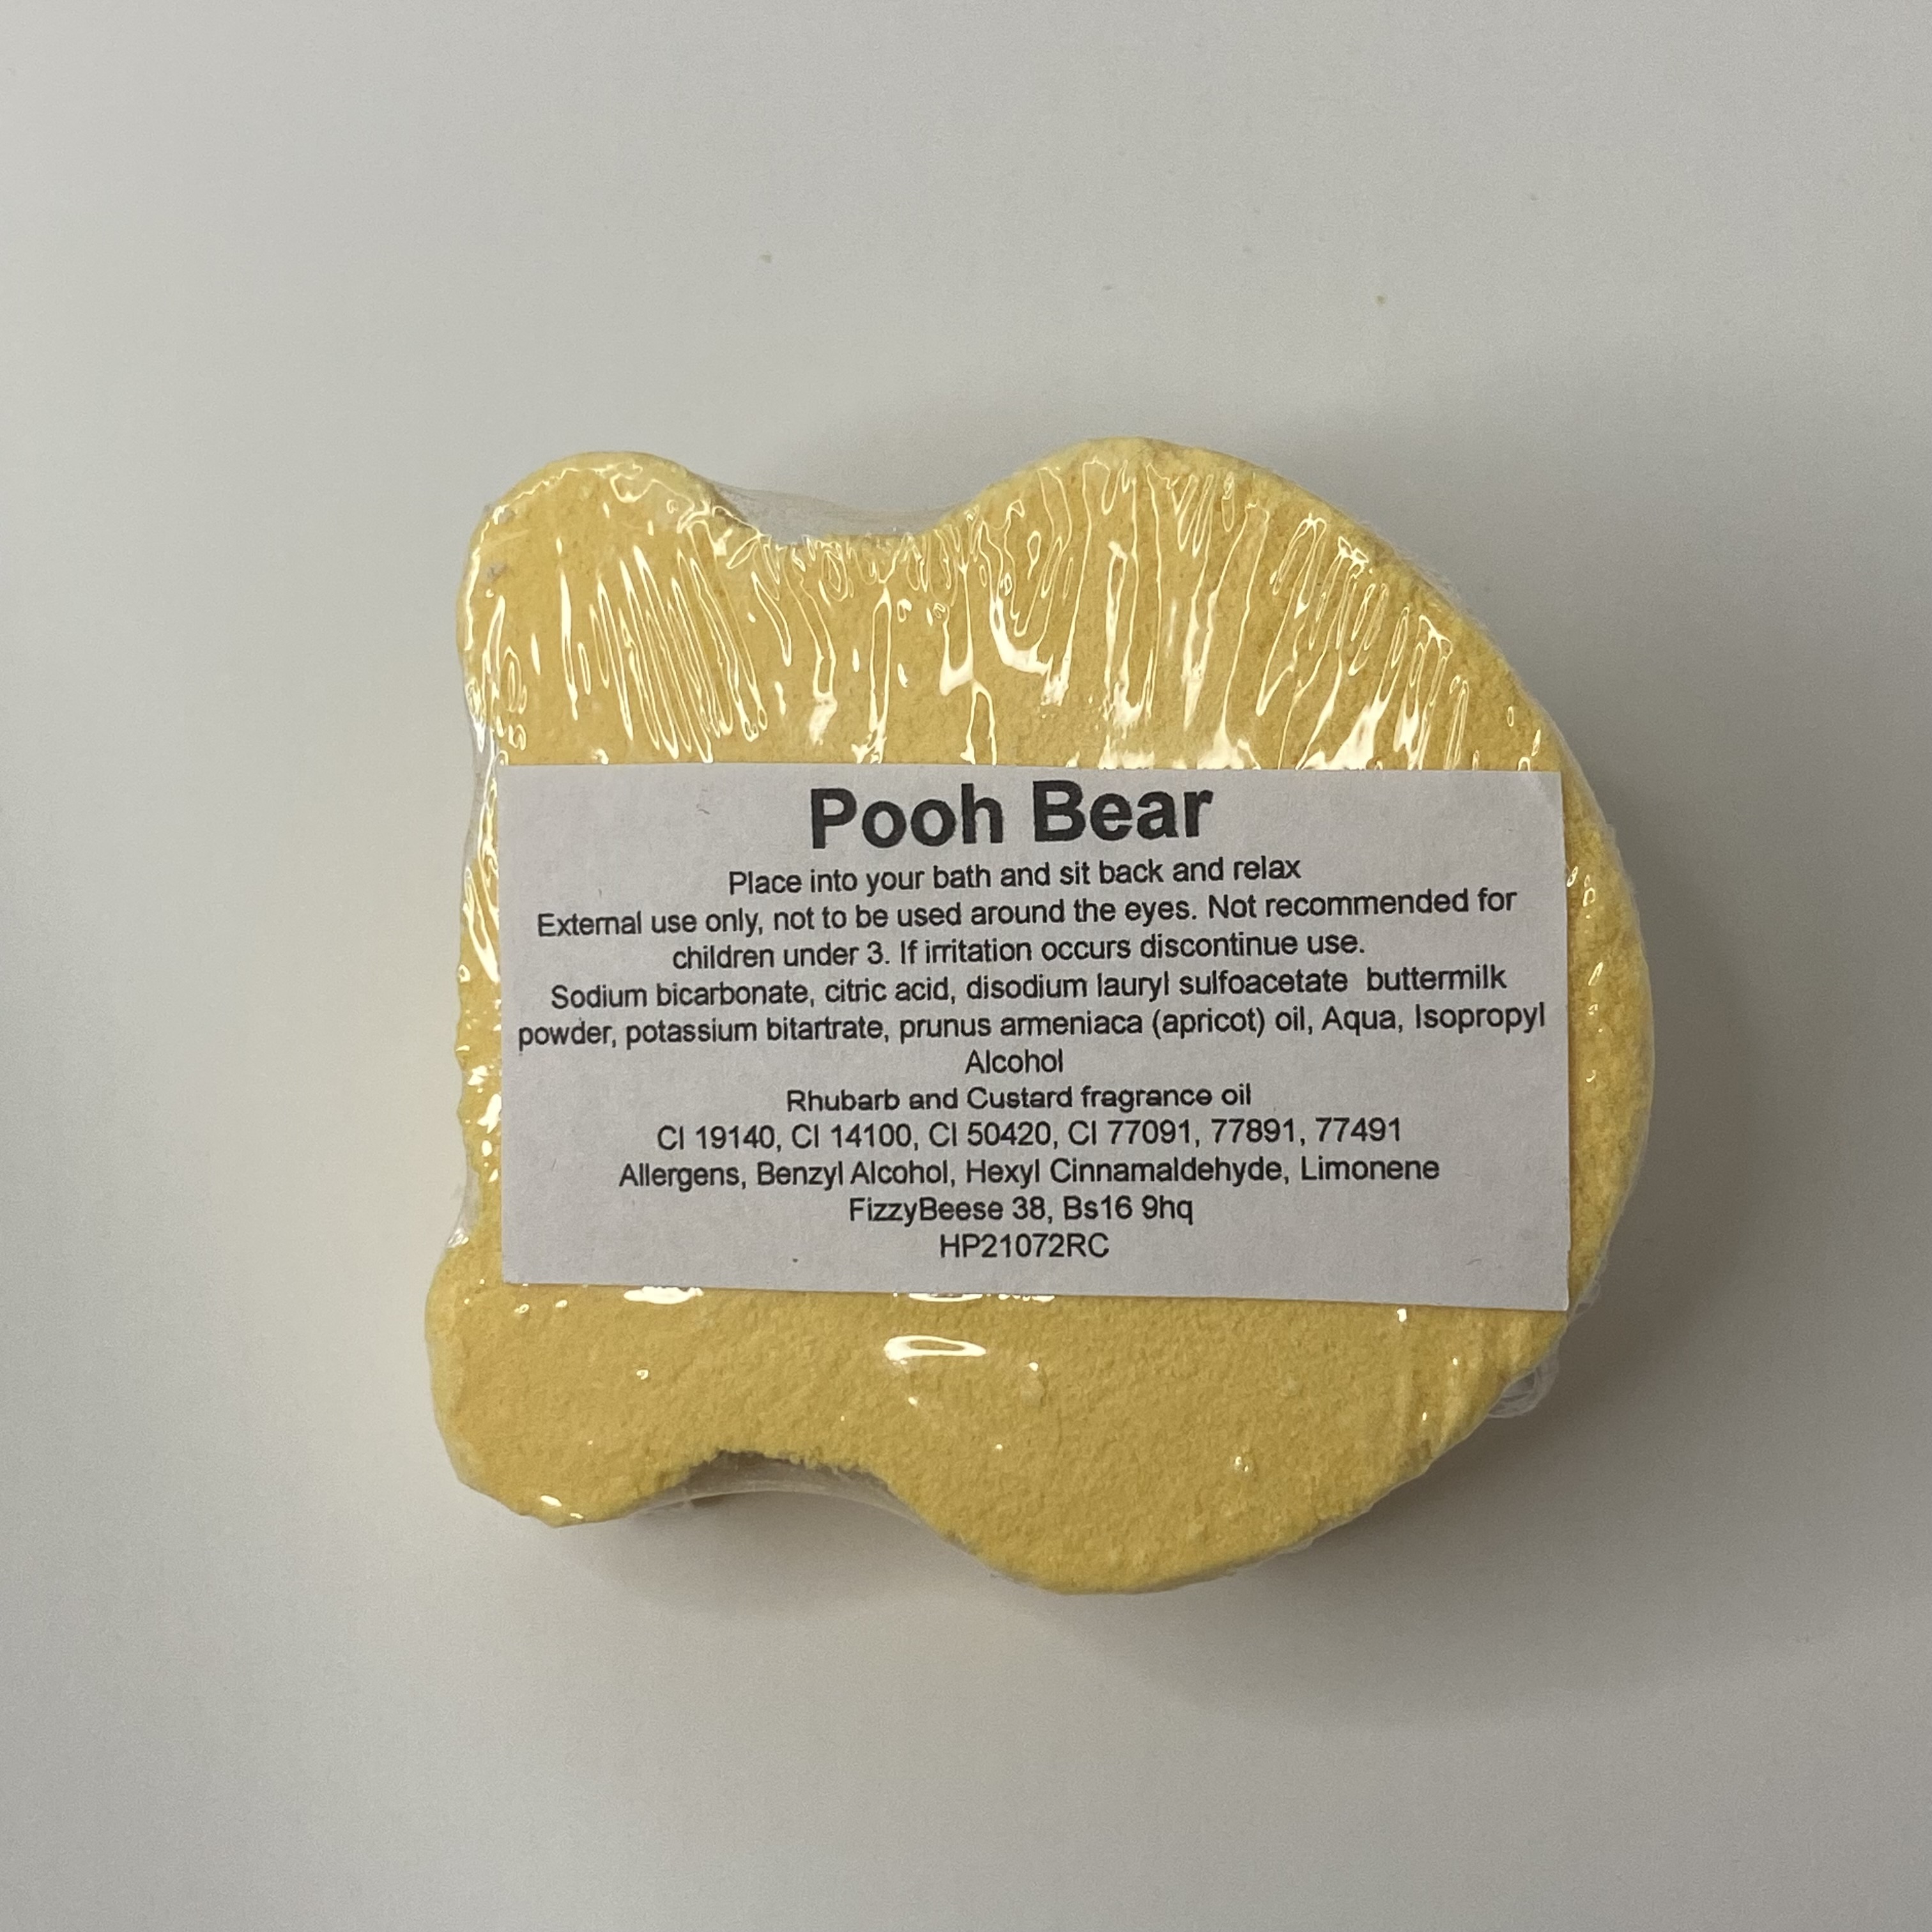 Pooh Bear
Place into your bath and sit back and relax
External use only, not to be used around the eyes. Not recommended for
children under 3. If irritation occurs discontinue use.
Sodium bicarbonate, citric acid, disodium lauryl sulfoacetate  buttermilk
powder, potassium bitartrate, prunus armeniaca (apricot) oil, Aqua, Isopropyl
Alcohol
Rhubarb and Custard fragrance oil
CI 19140, CI 14100, CI 50420, CI 77091, 77891, 77491
Allergens, Benzyl Alcohol, Hexyl Cinnamaldehyde, Limonene
FizzyBeese 38, Bs16 9hq
HP21072RC